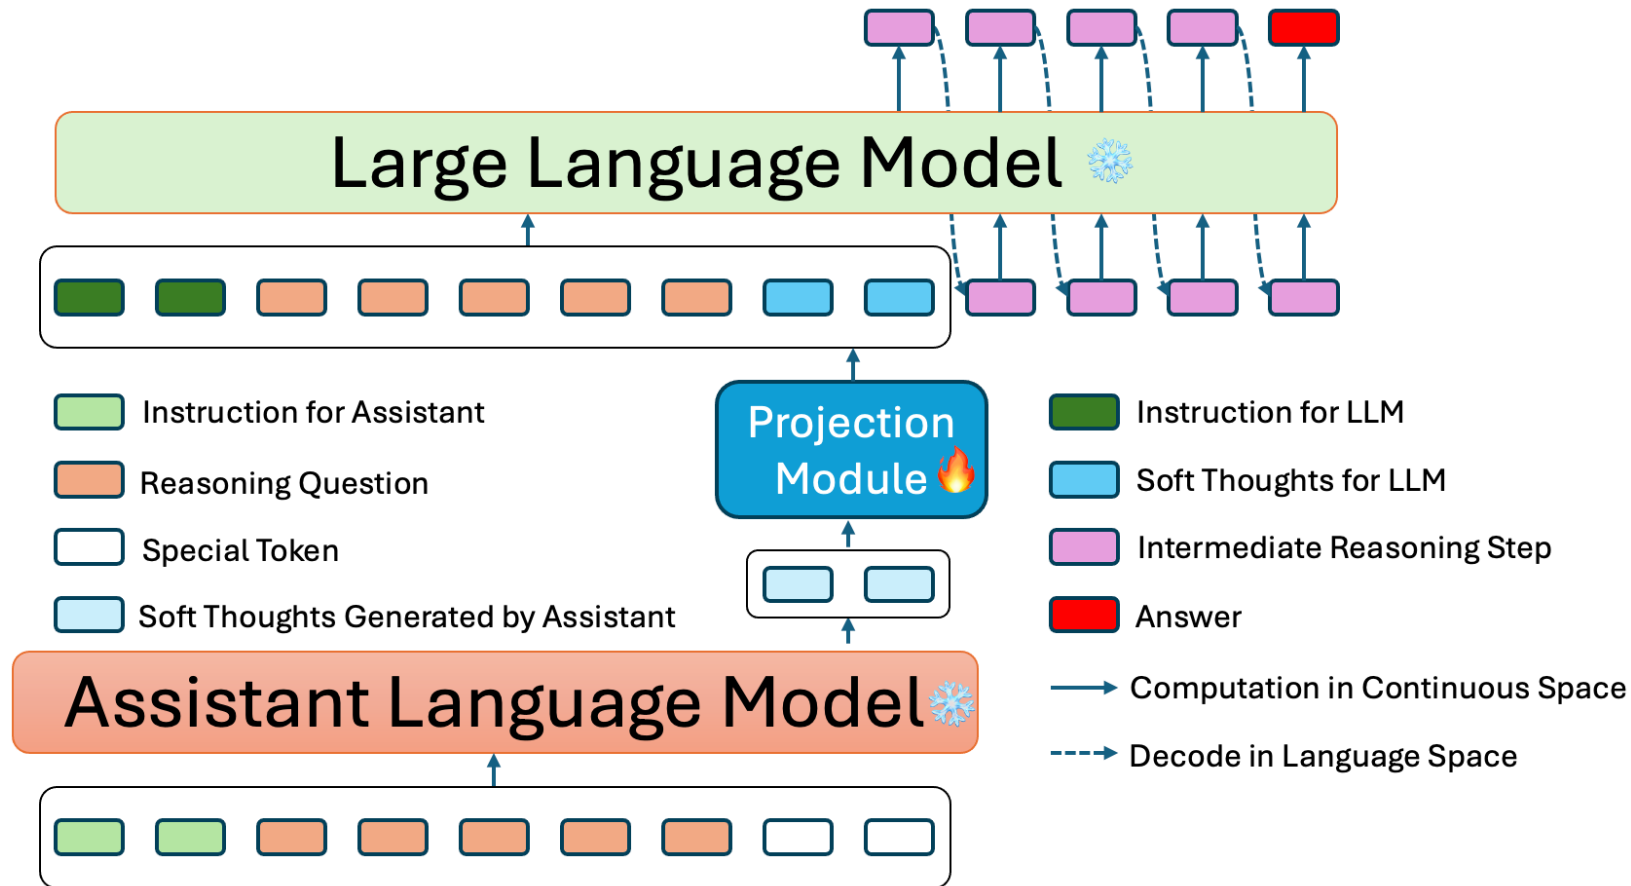 Large Language Model
Projection
Module
Instruction for Assistant
Reasoning Question
Special Token
Soft Thoughts Generated by Assistant
Instruction for LLM
Soft Thoughts for LLM
Intermediate Reasoning Step
Answer
Computation in Continuous Space
Decode in Language Space
Assistant Language Model